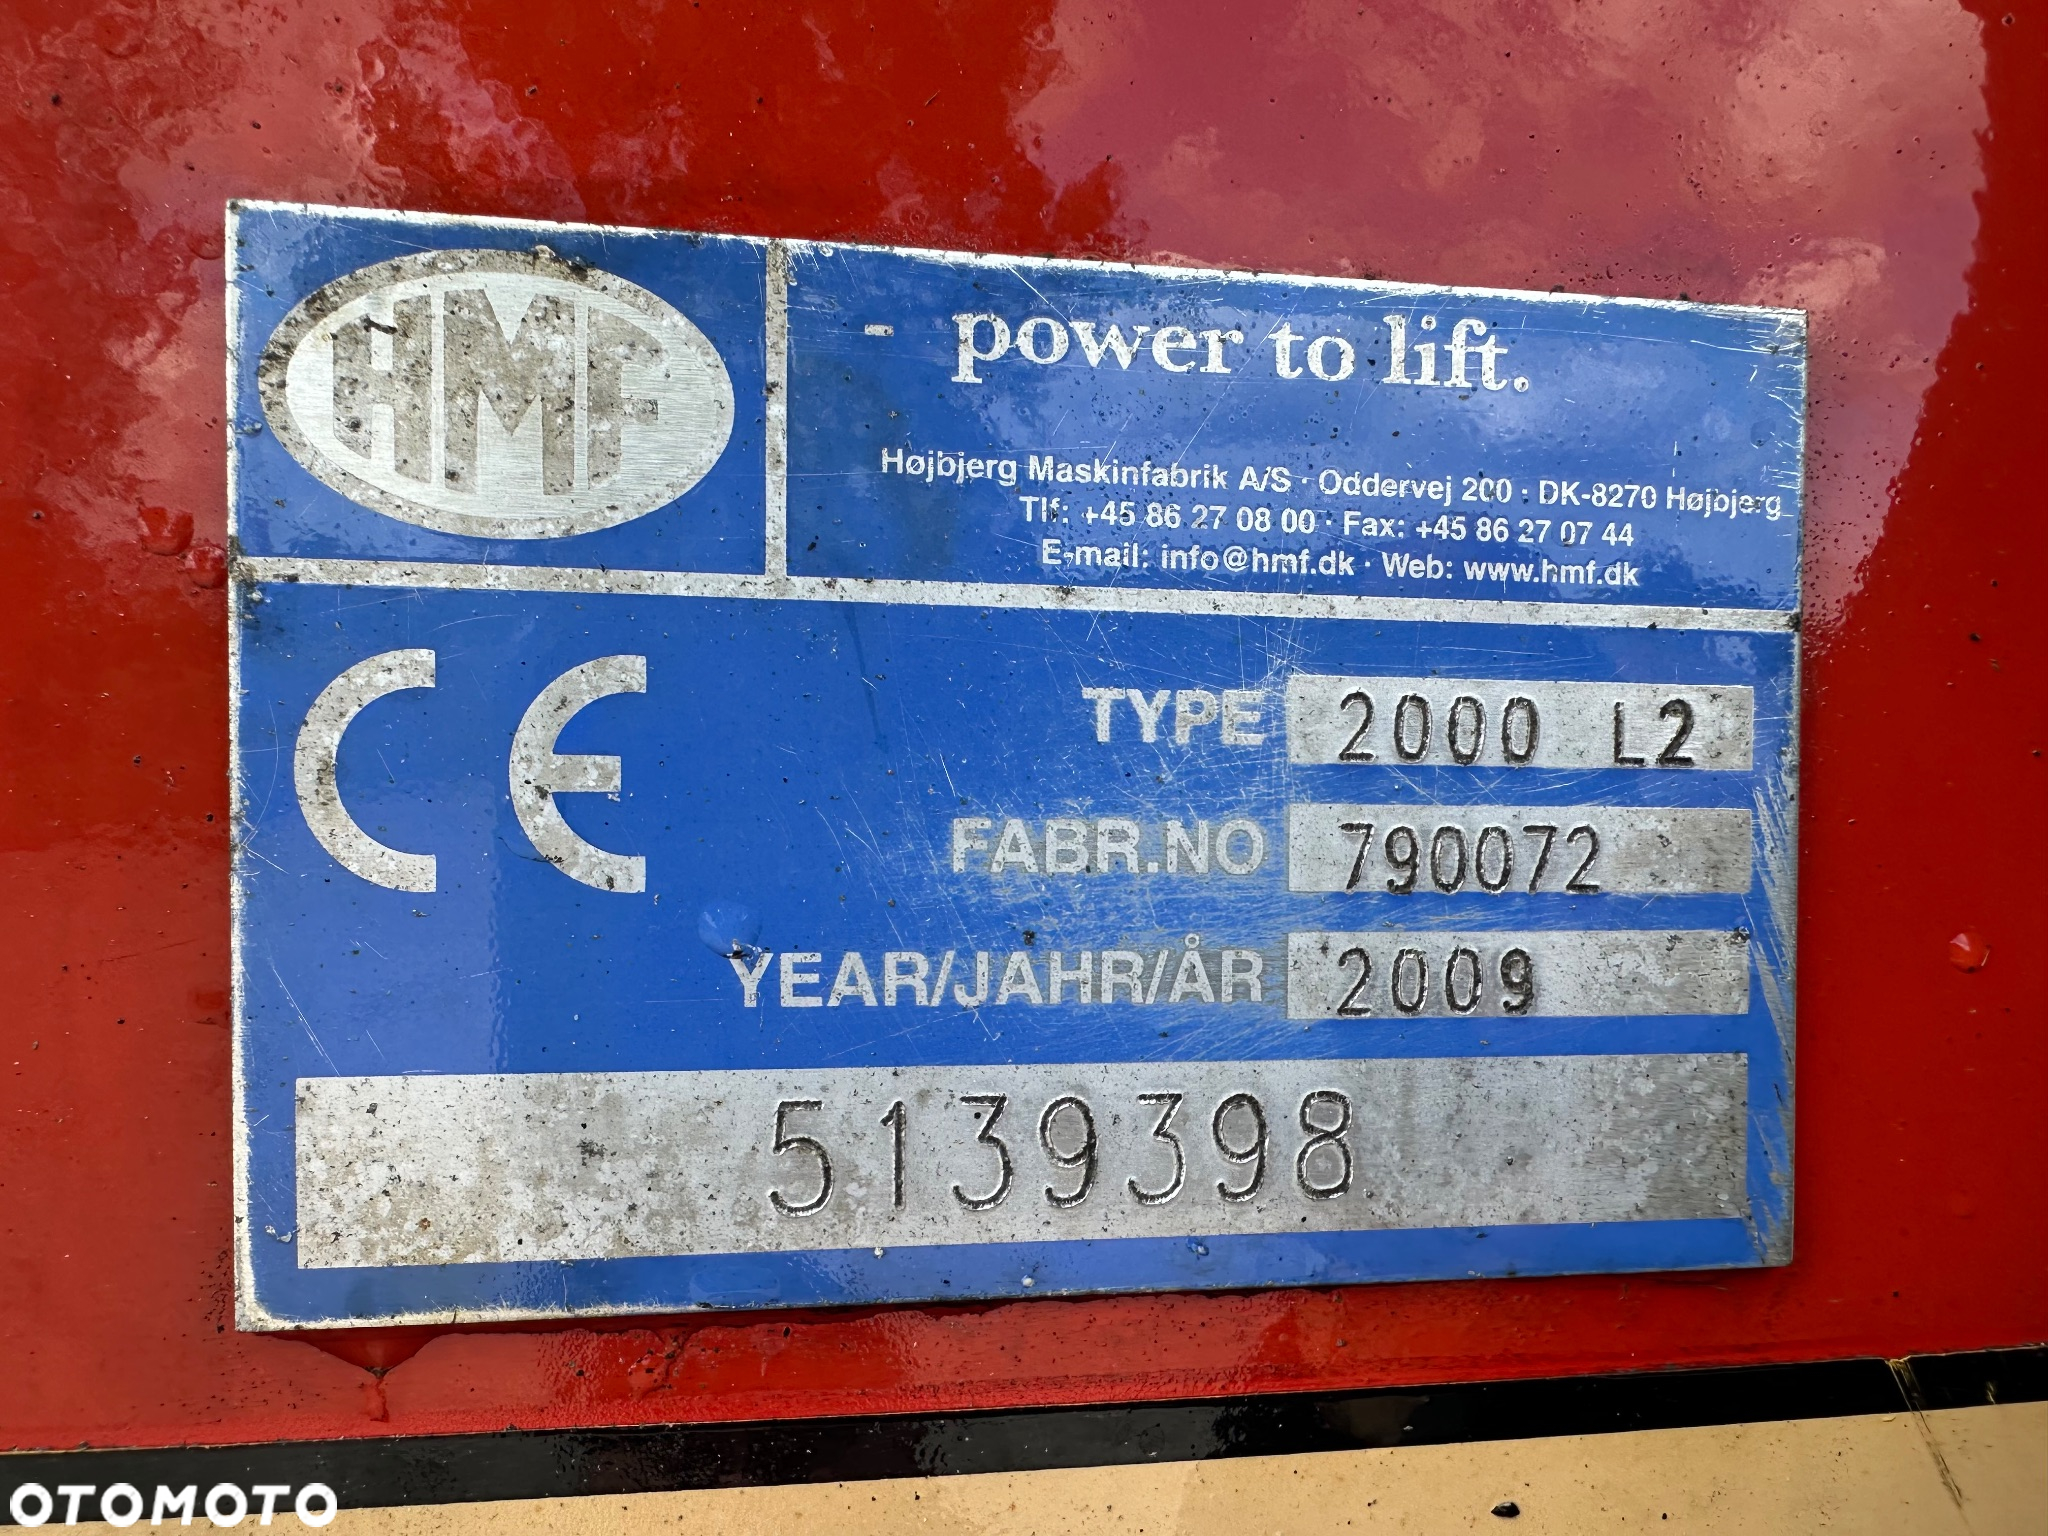 HMF
- power to lift.
Højbjerg Maskinfabrik A/S · Oddervej 200 · DK-8270 Højbjerg
Tlf: +45 86 27 08 00 · Fax: +45 86 27 07 44
E-mail: info@hmf.dk · Web: www.hmf.dk
CE
TYPE 2000 L2
FABR.NO 790072
YEAR/JAHR/ÅR 2009
5139398
OTOMOTO